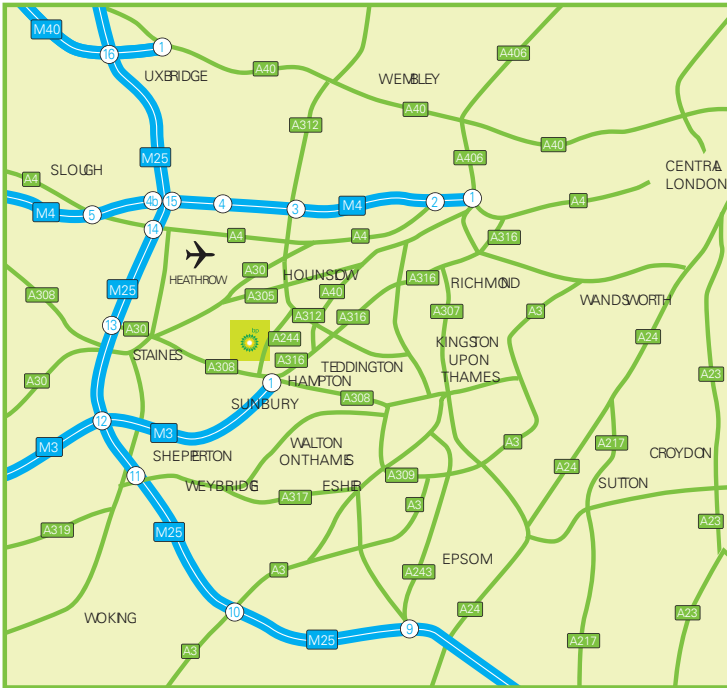 M40
1
16
UXBRIDGE
A406
A40
WEMBLEY
A40
A312
A40
M25
A406
SLOUGH
A4
CENTRAL
LONDON
4b
15
4
M4
2
1
A4
M4
5
3
14
A4
A4
A316
HEATHROW
A30
HOUNSLOW
A316
RICHMOND
M25
A308
A305
A40
WANDSWORTH
A307
A3
A312
A316
13
A30
bp
A244
KINGSTON
UPON
THAMES
A24
STAINES
A316
TEDDINGTON
A308
A23
A30
1
HAMPTON
SUNBURY
A308
12
M3
M3
WALTON
ON THAMES
A3
A217
SHEPPERTON
CROYDON
A24
11
A309
WEYBRIDGE
A317
ESHER
SUTTON
A3
A23
A319
M25
EPSOM
A3
A243
WOKING
10
A24
A23
9
M25
A217
A3